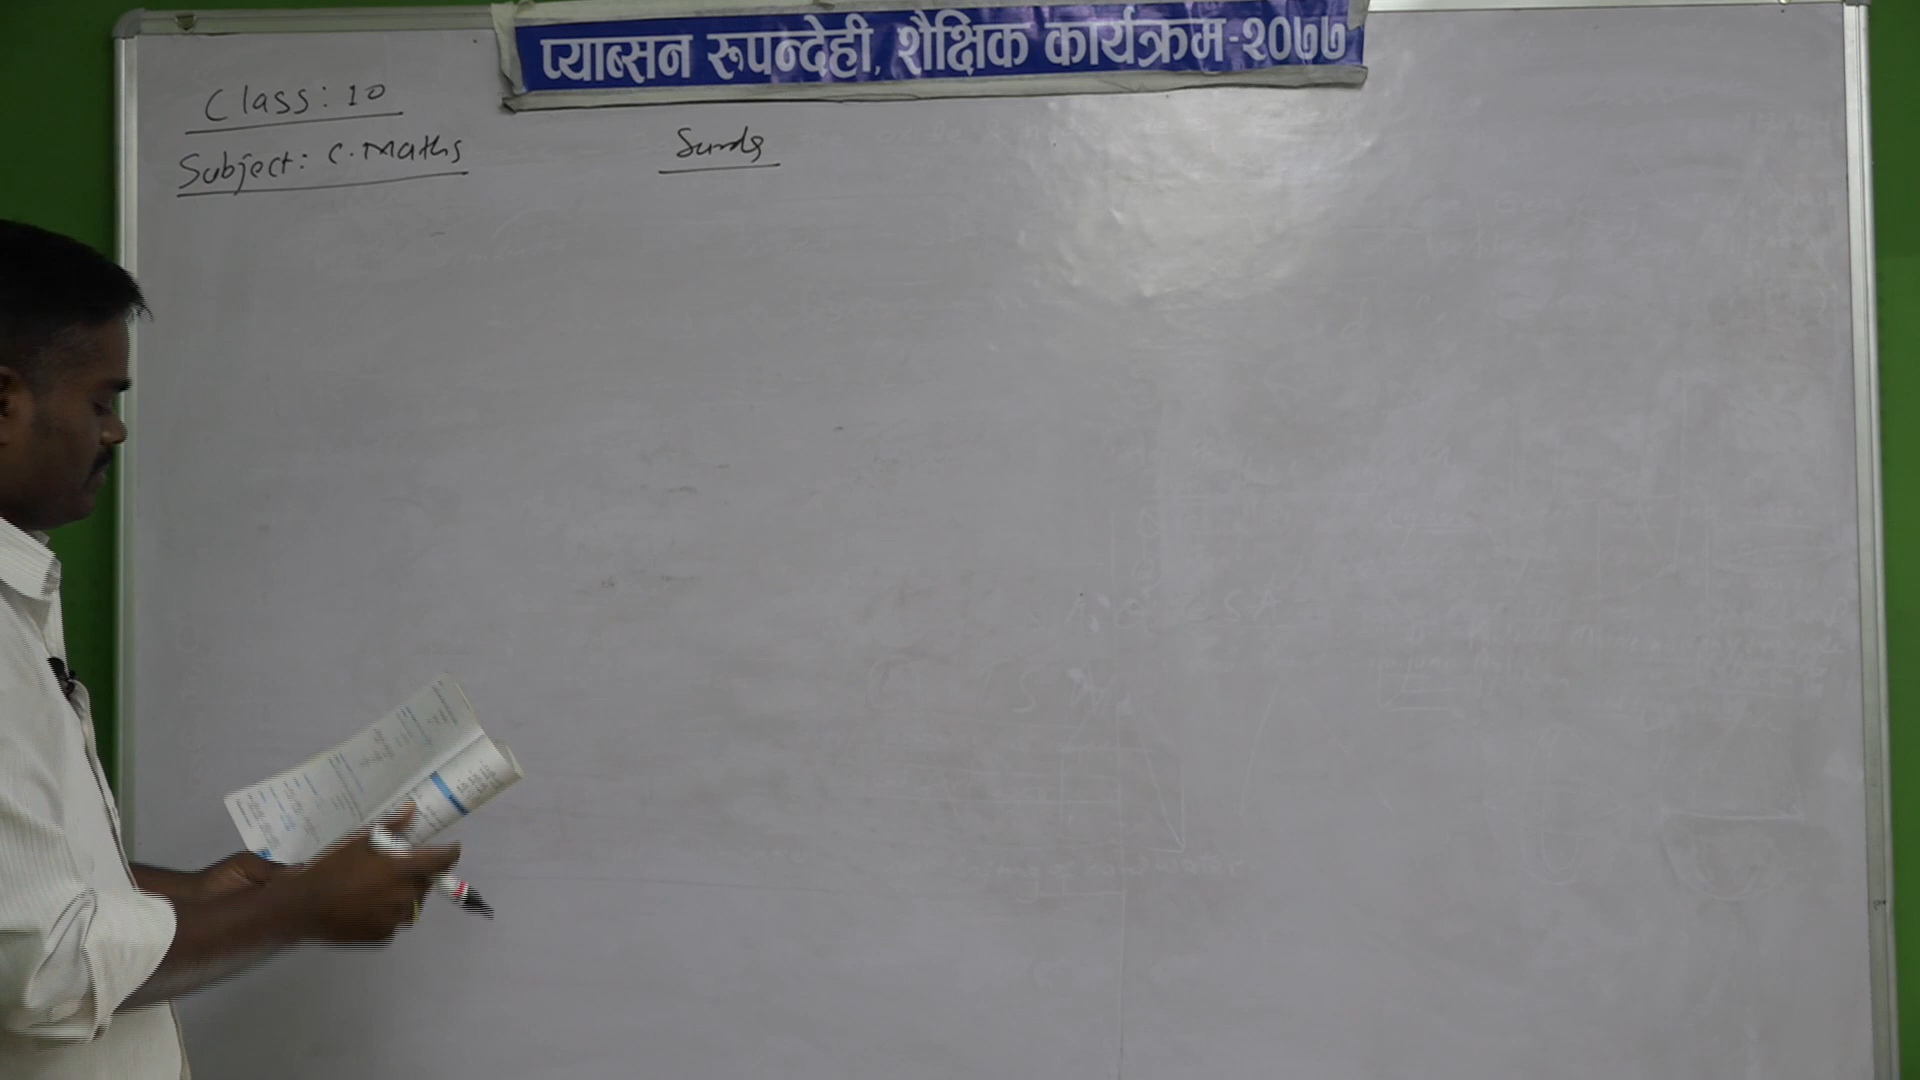 प्याब्सन रूपन्देही, शैक्षिक कार्यक्रम-२०७७
Class: 10
Subject: C. Maths
Surds